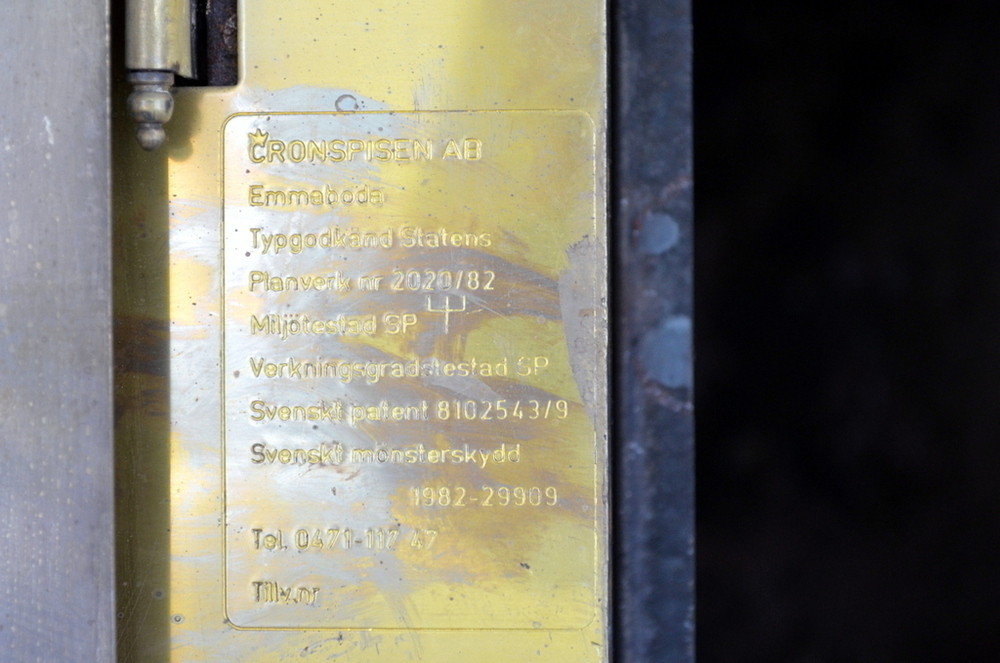 CRONSPISEN AB
Emmaboda
Typgodkänd Statens
Planverk nr 2020/82
Miljötestad SP
Verkningsgradstestad SP
Svenskt patent 8102543/9
Svenskt mönsterskydd
1982-29909
Tel. 0471-117 47
Tillv.nr